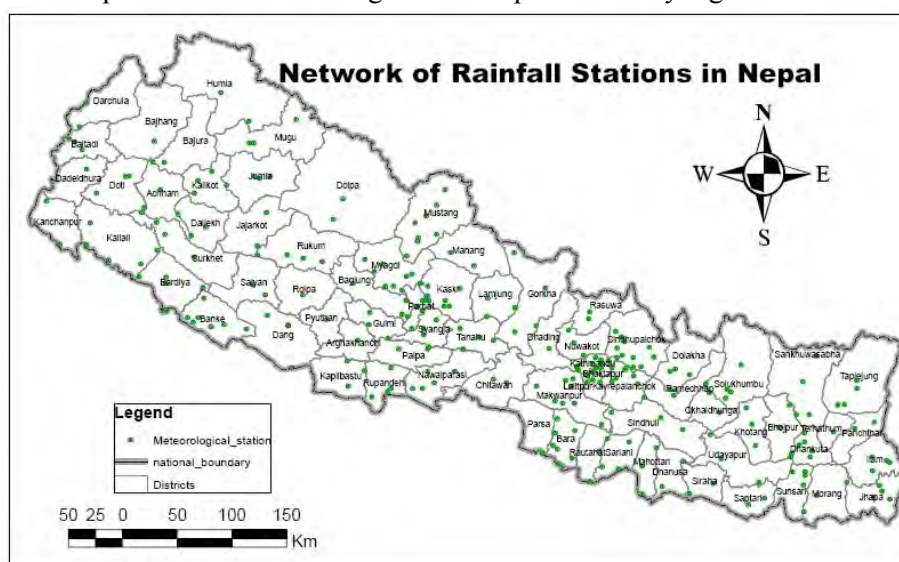 Network of Rainfall Stations in Nepal
Humla
Darchula
Bajhang
Mugu
Bajura
Baitadi
Dadeldhura
Doti
Jumla
Achham
Kalikot
Dolpa
Kanchanpur
Mustang
Dailekh
Jajarkot
Kailali
Rukum
Manang
Surkhet
Myagdi
Baglung
Bardiya
Salyan
Rolpa
Kaski
Lamjung
Gorkha
Parbat
Rasuwa
Banke
Pyuthan
Gulmi
Syangja
Dang
Tanahu
Dhading
Nuwakot
Sindhupalchok
Arghakhanchi
Palpa
Dolakha
Sankhuwasabha
Kathmandu
Bhaktapur
Kapilbastu
Rupandehi
Nawalparasi
Chitawan
Lalitpur
Kavrepalanchok
Ramechhap
Solukhumbu
Taplejung
Makwanpur
Okhaldhunga
Parsa
Sindhuli
Khotang
Bhojpur
Terhathum
Panchthar
Bara
Rautahat
Sarlahi
Udayapur
Dhankuta
Mahottari
Dhanusa
Siraha
Ilam
Saptari
Sunsari
Morang
Jhapa
N
W
E
S
Legend
Meteorological_station
national_boundary
Districts
50 25 0 50 100 150
Km